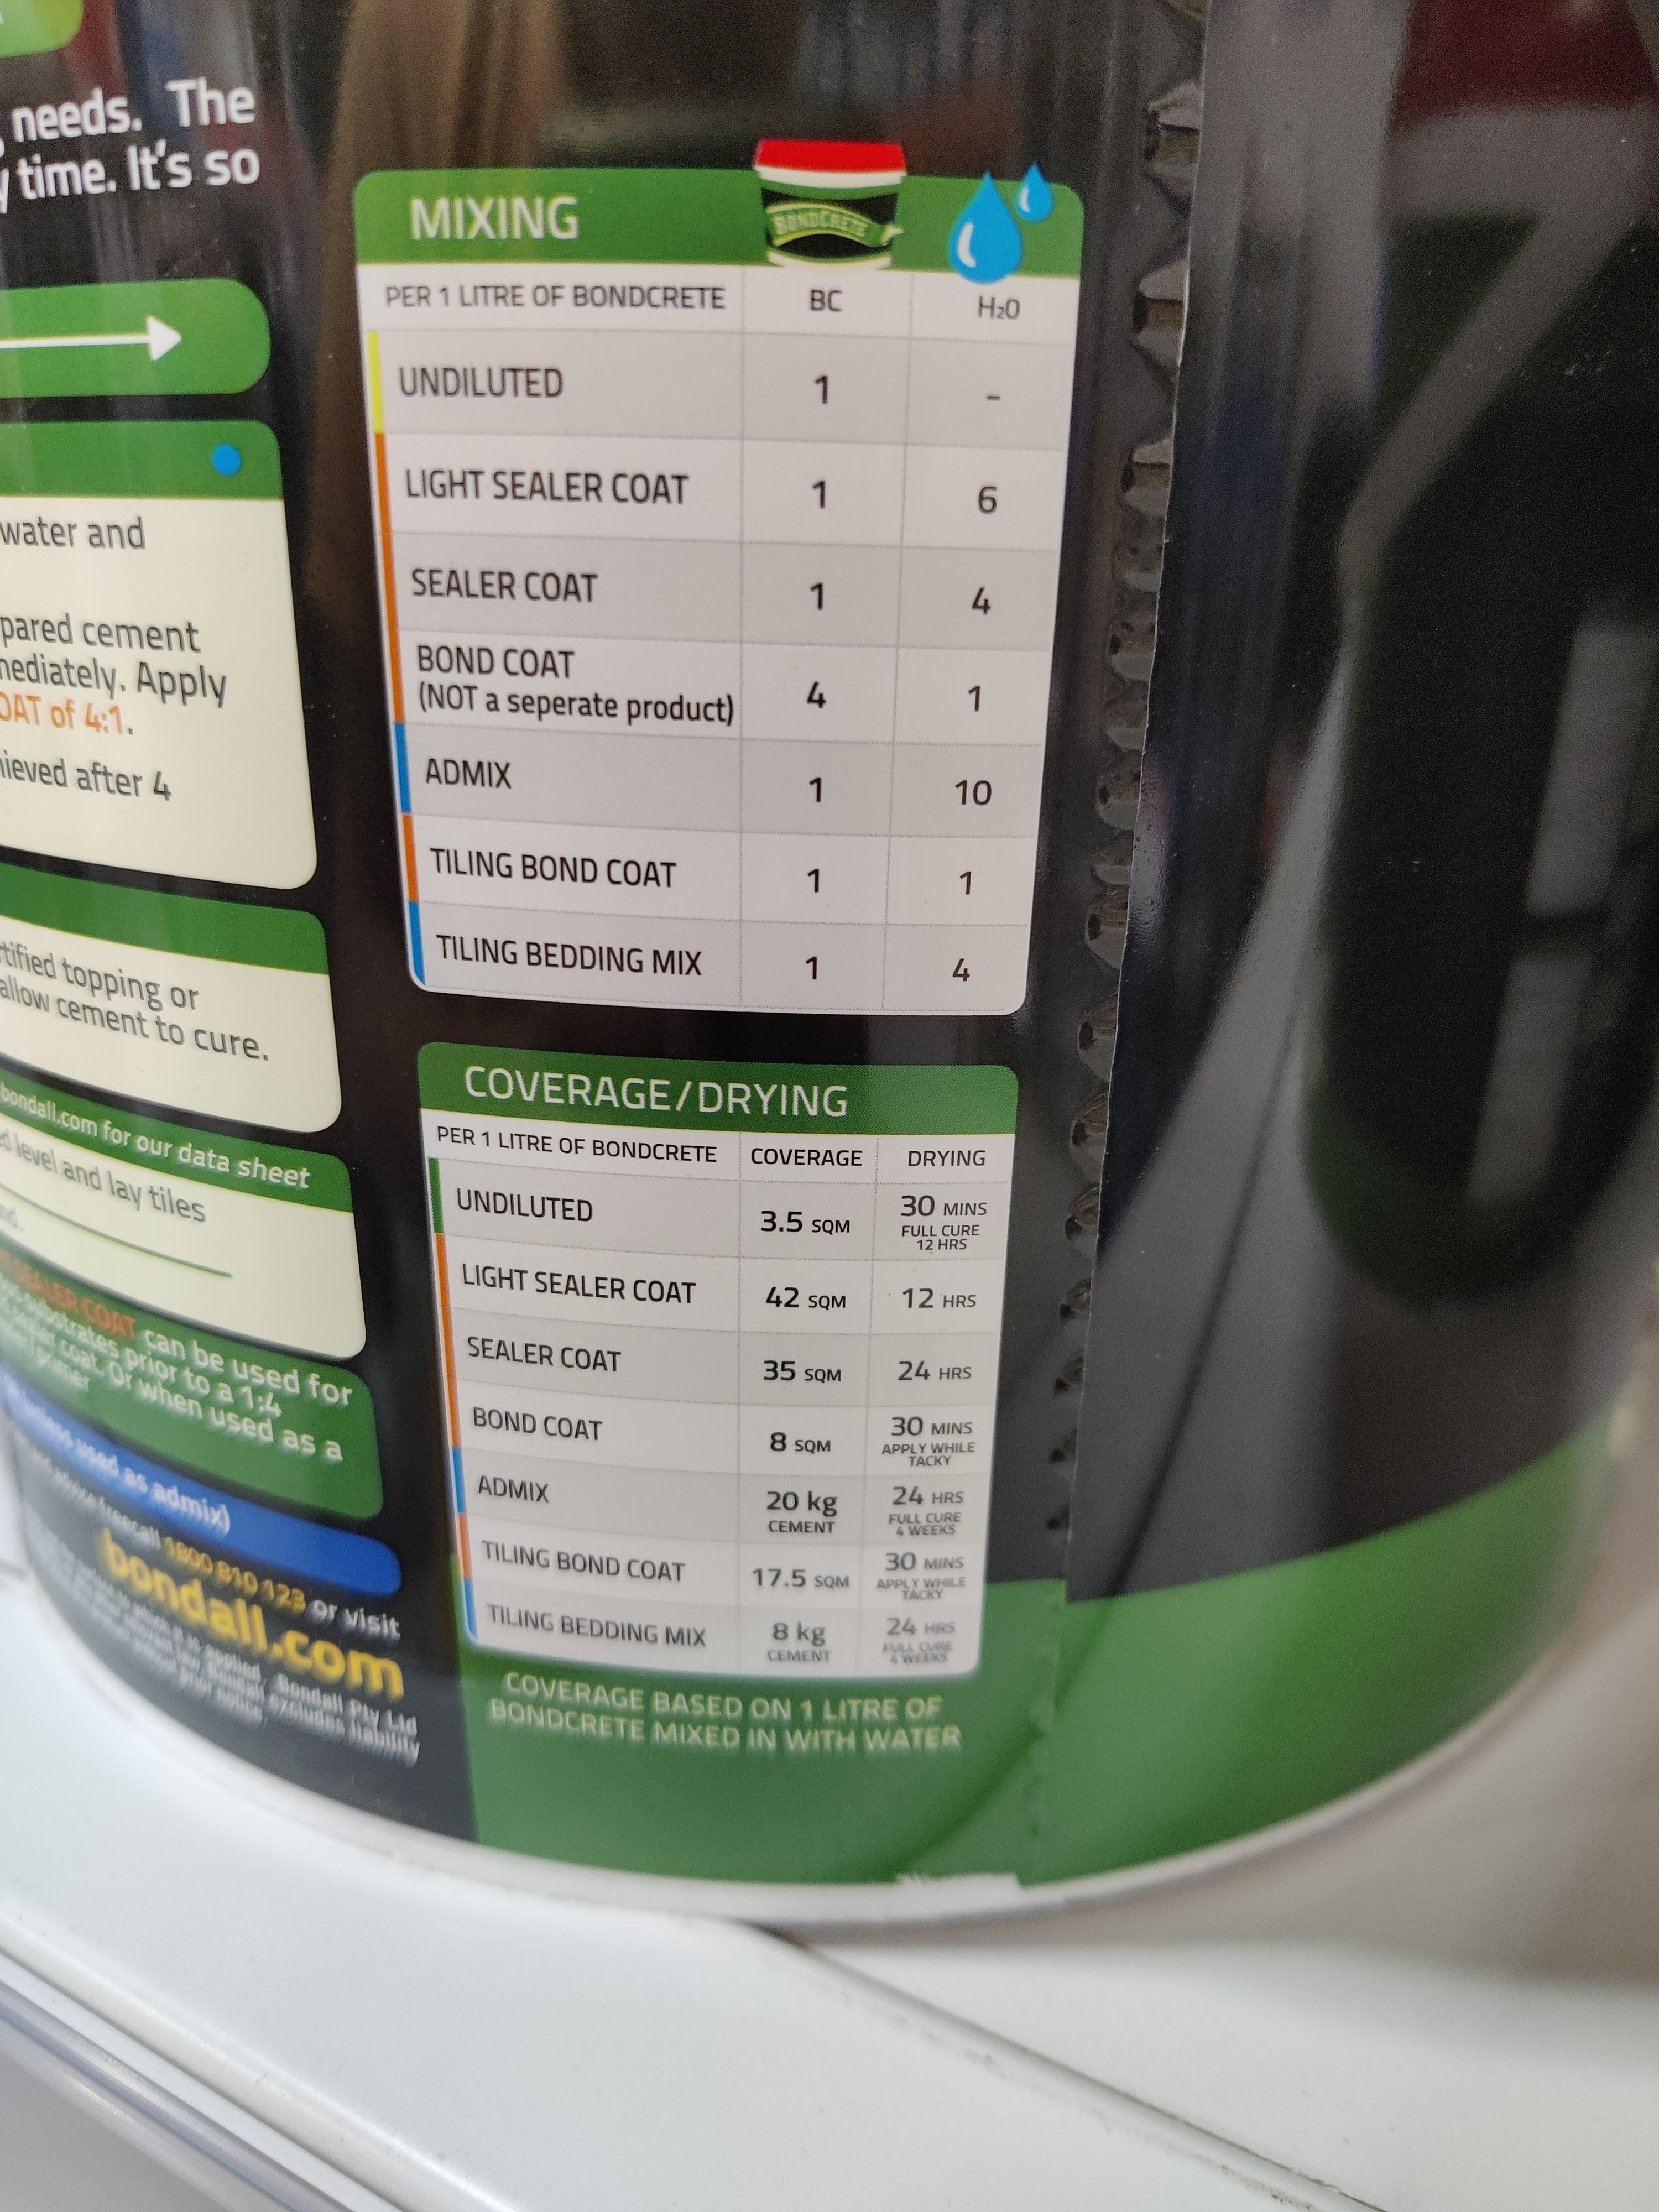 needs. The
time. It's so
water and
pared cement
mediately. Apply
OAT of 4:1.
ieved after 4
tified topping or
allow cement to cure.
bondall.com for our data sheet
level and lay tiles
SEALER COAT can be used for
substrates prior to a 1:4
coat. Or when used as a
primer
used as admix)
freecall 1800 810 123 or visit
bondall.com
applied. Bondall Pty Ltd
excludes liability
MIXING
BONDCRETE
PER 1 LITRE OF BONDCRETE BC H₂O
UNDILUTED 1 -
LIGHT SEALER COAT 1 6
SEALER COAT 1 4
BOND COAT
(NOT a seperate product) 4 1
ADMIX 1 10
TILING BOND COAT 1 1
TILING BEDDING MIX 1 4
COVERAGE/DRYING
PER 1 LITRE OF BONDCRETE COVERAGE DRYING
UNDILUTED 3.5 SQM 30 MINS
FULL CURE
12 HRS
LIGHT SEALER COAT 42 SQM 12 HRS
SEALER COAT 35 SQM 24 HRS
BOND COAT 8 SQM 30 MINS
APPLY WHILE
TACKY
ADMIX 20 kg 24 HRS
CEMENT FULL CURE
4 WEEKS
TILING BOND COAT 17.5 SQM 30 MINS
APPLY WHILE
TACKY
TILING BEDDING MIX 8 kg 24 HRS
CEMENT FULL CURE
4 WEEKS
COVERAGE BASED ON 1 LITRE OF
BONDCRETE MIXED IN WITH WATER